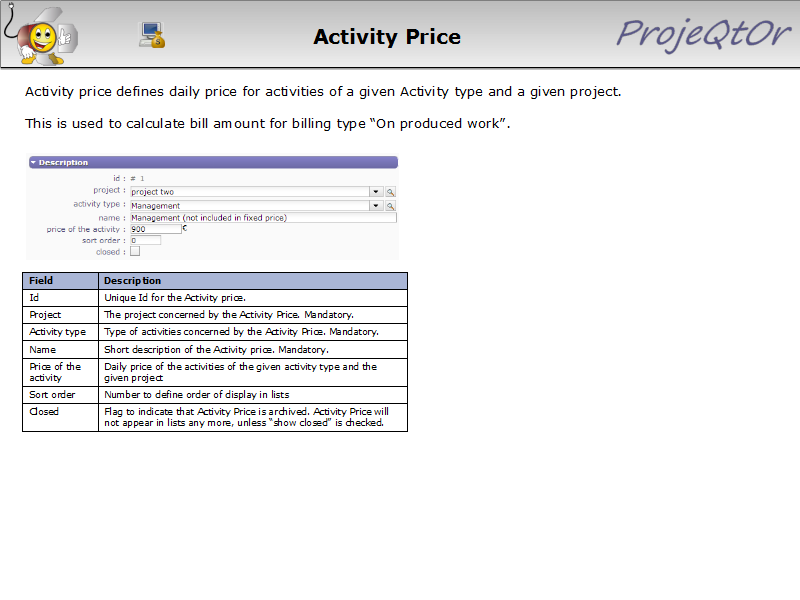 Activity Price
ProjeQtOr
Activity price defines daily price for activities of a given Activity type and a given project.
This is used to calculate bill amount for billing type “On produced work”.
Description
id : # 1
project : project two
activity type : Management
name : Management (not included in fixed price)
price of the activity : 900 €
sort order : 0
closed :
Field Description
Id Unique Id for the Activity price.
Project The project concerned by the Activity Price. Mandatory.
Activity type Type of activities concerned by the Activity Price. Mandatory.
Name Short description of the Activity price. Mandatory.
Price of the Daily price of the activities of the given activity type and the
activity given project
Sort order Number to define order of display in lists
Closed Flag to indicate that Activity Price is archived. Activity Price will
not appear in lists any more, unless “show closed” is checked.